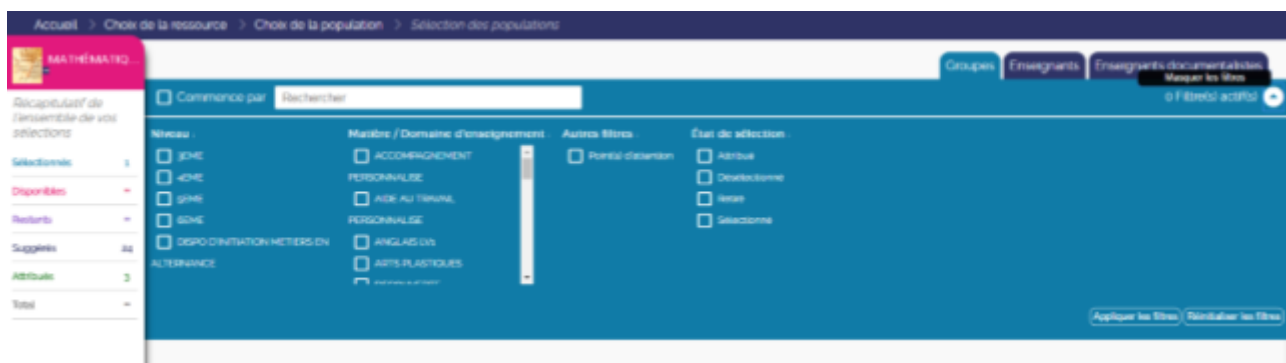 Accueil > Choix de la ressource > Choix de la population > Sélection des populations
MATHÉMATIQ...
Groupes Enseignants Enseignants documentalistes
Masquer les filtres
Récapitulatif de
l'ensemble de vos
sélections
Commence par Rechercher
0 Filtre(s) actif(s)
Niveau
Matière / Domaine d'enseignement
Autres filtres
État de sélection
Sélectionnés 1
3EME
ACCOMPAGNEMENT
PERSONNALISE
Point(s) d'attention
Attribué
4EME
Désélectionné
Disponibles -
5EME
AIDE AU TRAVAIL
PERSONNALISE
Retiré
Restants -
6EME
Sélectionné
Suggérés 24
DISPO D'INITIATION METIERS EN
ALTERNANCE
ANGLAIS LV1
ARTS PLASTIQUES
Attribués 3
Total -
Appliquer les filtres Réinitialiser les filtres